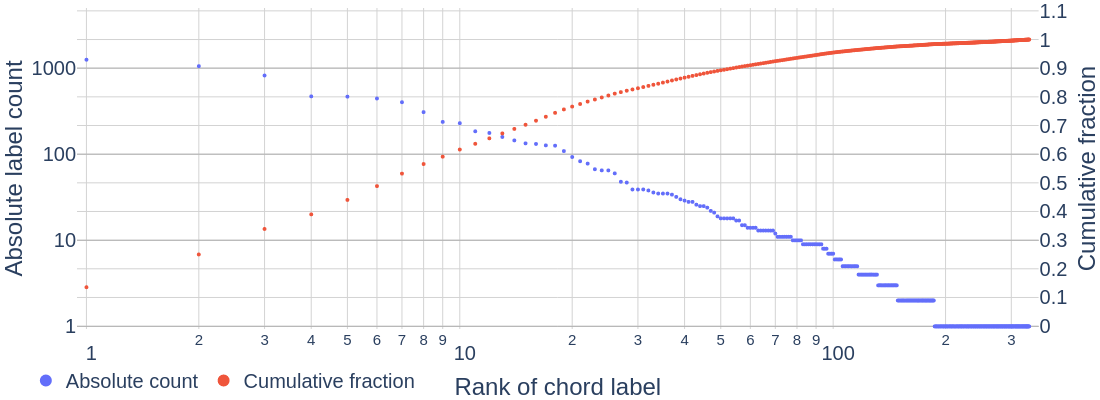 1.1
1
1000
0.9
0.8
0.7
100
0.6
0.5
0.4
10
0.3
0.2
0.1
1
0
Absolute label count
Cumulative fraction
1 2 3 4 5 6 7 8 9 10 2 3 4 5 6 7 8 9 100 2 3
Absolute count
Cumulative fraction
Rank of chord label